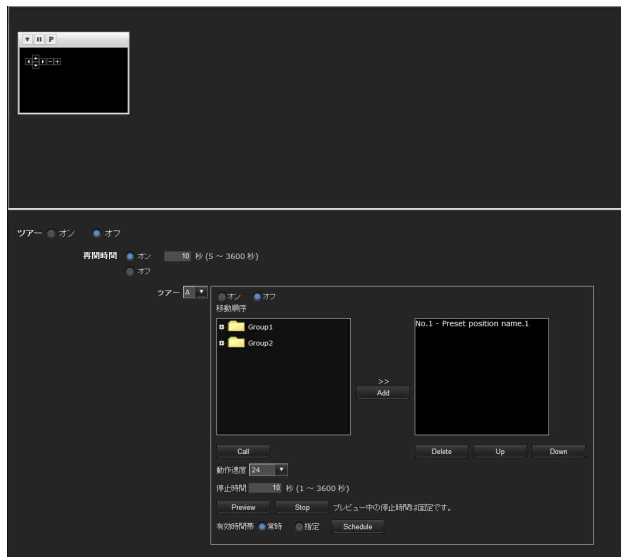 P
ツアー オン オフ
再開時間 オン 10 秒 (5 ~ 3600 秒)
オフ
ツアー A
オン オフ
移動順序
Group1
Group2
No.1 - Preset position name.1
>>
Add
Call Delete Up Down
動作速度 24
停止時間 10 秒 (1 ~ 3600 秒)
Preview Stop プレビュー中の停止時間は固定です。
有効時間帯 常時 指定 Schedule